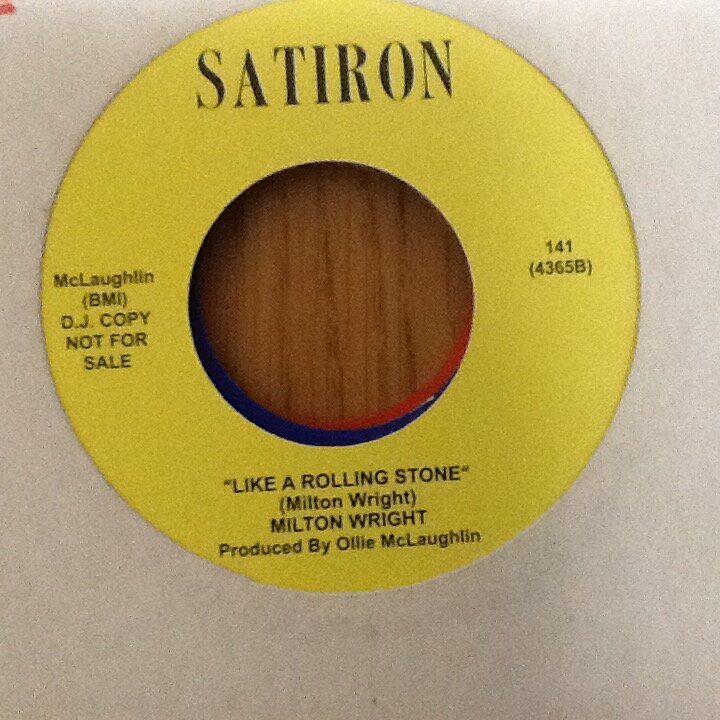 SATIRON
McLaughlin
(BMI)
D.J. COPY
NOT FOR
SALE
141
(4365B)
"LIKE A ROLLING STONE"
(Milton Wright)
MILTON WRIGHT
Produced By Ollie McLaughlin